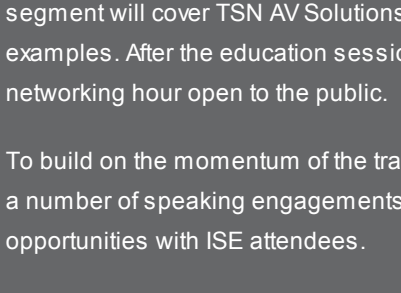 segment will cover TSN AV Solutions
examples. After the education sessio
networking hour open to the public.
To build on the momentum of the tra
a number of speaking engagements
opportunities with ISE attendees.